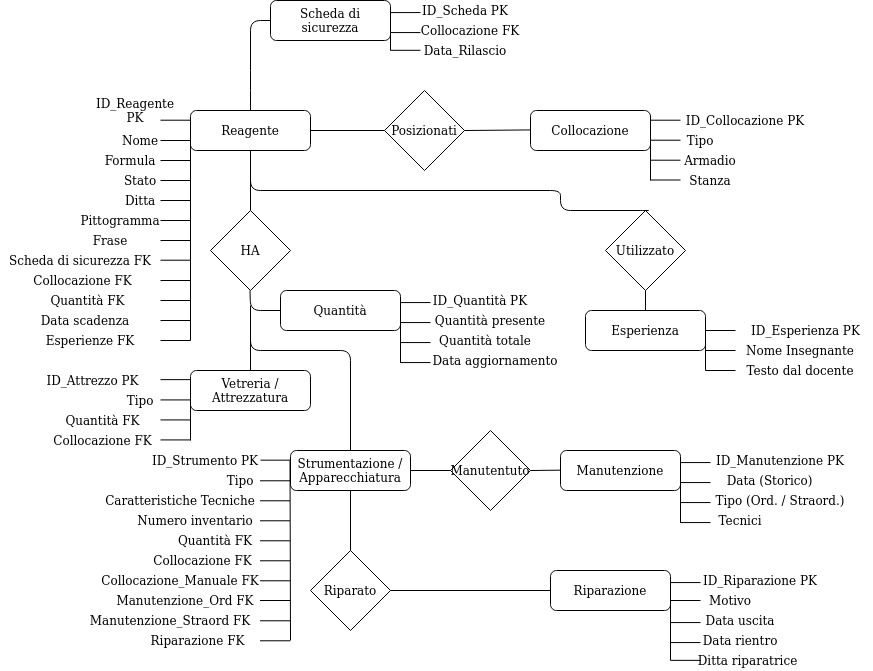 Scheda di
sicurezza
ID_Scheda PK
Collocazione FK
Data_Rilascio
ID_Reagente
PK
Nome
Formula
Stato
Ditta
Pittogramma
Frase
Scheda di sicurezza FK
Collocazione FK
Quantità FK
Data scadenza
Esperienze FK
Reagente
Posizionati
Collocazione
ID_Collocazione PK
Tipo
Armadio
Stanza
HA
Utilizzato
Quantità
ID_Quantità PK
Quantità presente
Quantità totale
Data aggiornamento
Esperienza
ID_Esperienza PK
Nome Insegnante
Testo dal docente
ID_Attrezzo PK
Tipo
Quantità FK
Collocazione FK
Vetreria /
Attrezzatura
ID_Strumento PK
Tipo
Caratteristiche Tecniche
Numero inventario
Quantità FK
Collocazione FK
Collocazione_Manuale FK
Manutenzione_Ord FK
Manutenzione_Straord FK
Riparazione FK
Strumentazione /
Apparecchiatura
Manutentuto
Manutenzione
ID_Manutenzione PK
Data (Storico)
Tipo (Ord. / Straord.)
Tecnici
Riparato
Riparazione
ID_Riparazione PK
Motivo
Data uscita
Data rientro
Ditta riparatrice